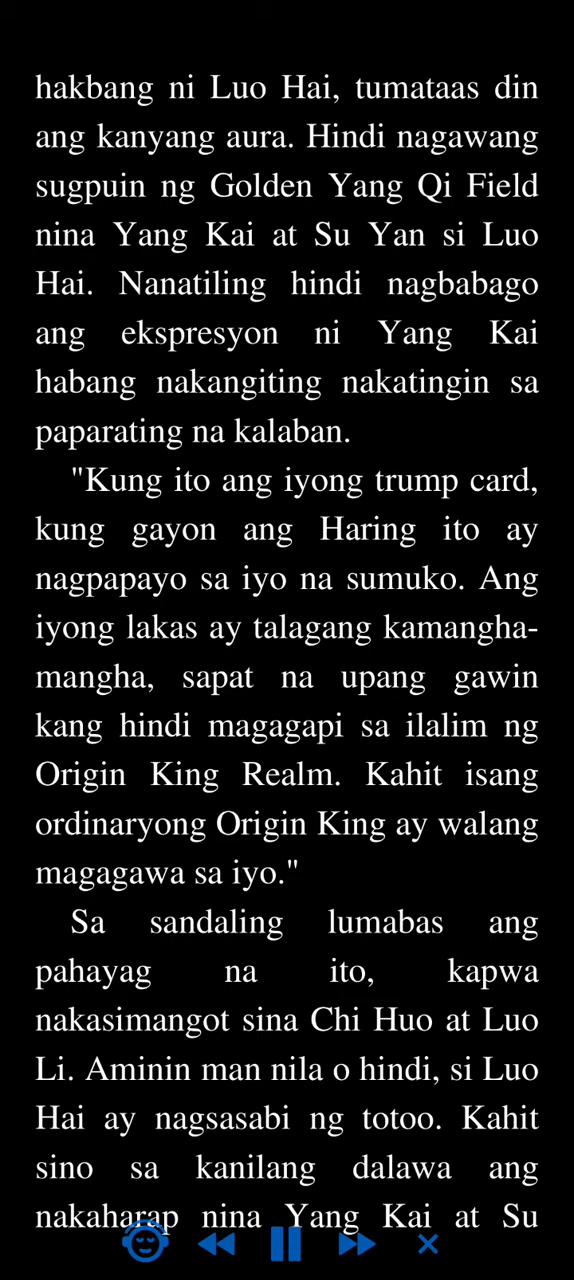 hakbang ni Luo Hai, tumataas din
ang kanyang aura. Hindi nagawang
sugpuin ng Golden Yang Qi Field
nina Yang Kai at Su Yan si Luo
Hai. Nanatiling hindi nagbabago
ang ekspresyon ni Yang Kai
habang nakangiting nakatingin sa
paparating na kalaban.
"Kung ito ang iyong trump card,
kung gayon ang Haring ito ay
nagpapayo sa iyo na sumuko. Ang
iyong lakas ay talagang kamangha-
mangha, sapat na upang gawin
kang hindi magagapi sa ilalim ng
Origin King Realm. Kahit isang
ordinaryong Origin King ay walang
magagawa sa iyo."
Sa sandaling lumabas ang
pahayag na ito, kapwa
nakasimangot sina Chi Huo at Luo
Li. Aminin man nila o hindi, si Luo
Hai ay nagsasabi ng totoo. Kahit
sino sa kanilang dalawa ang
nakaharap nina Yang Kai at Su